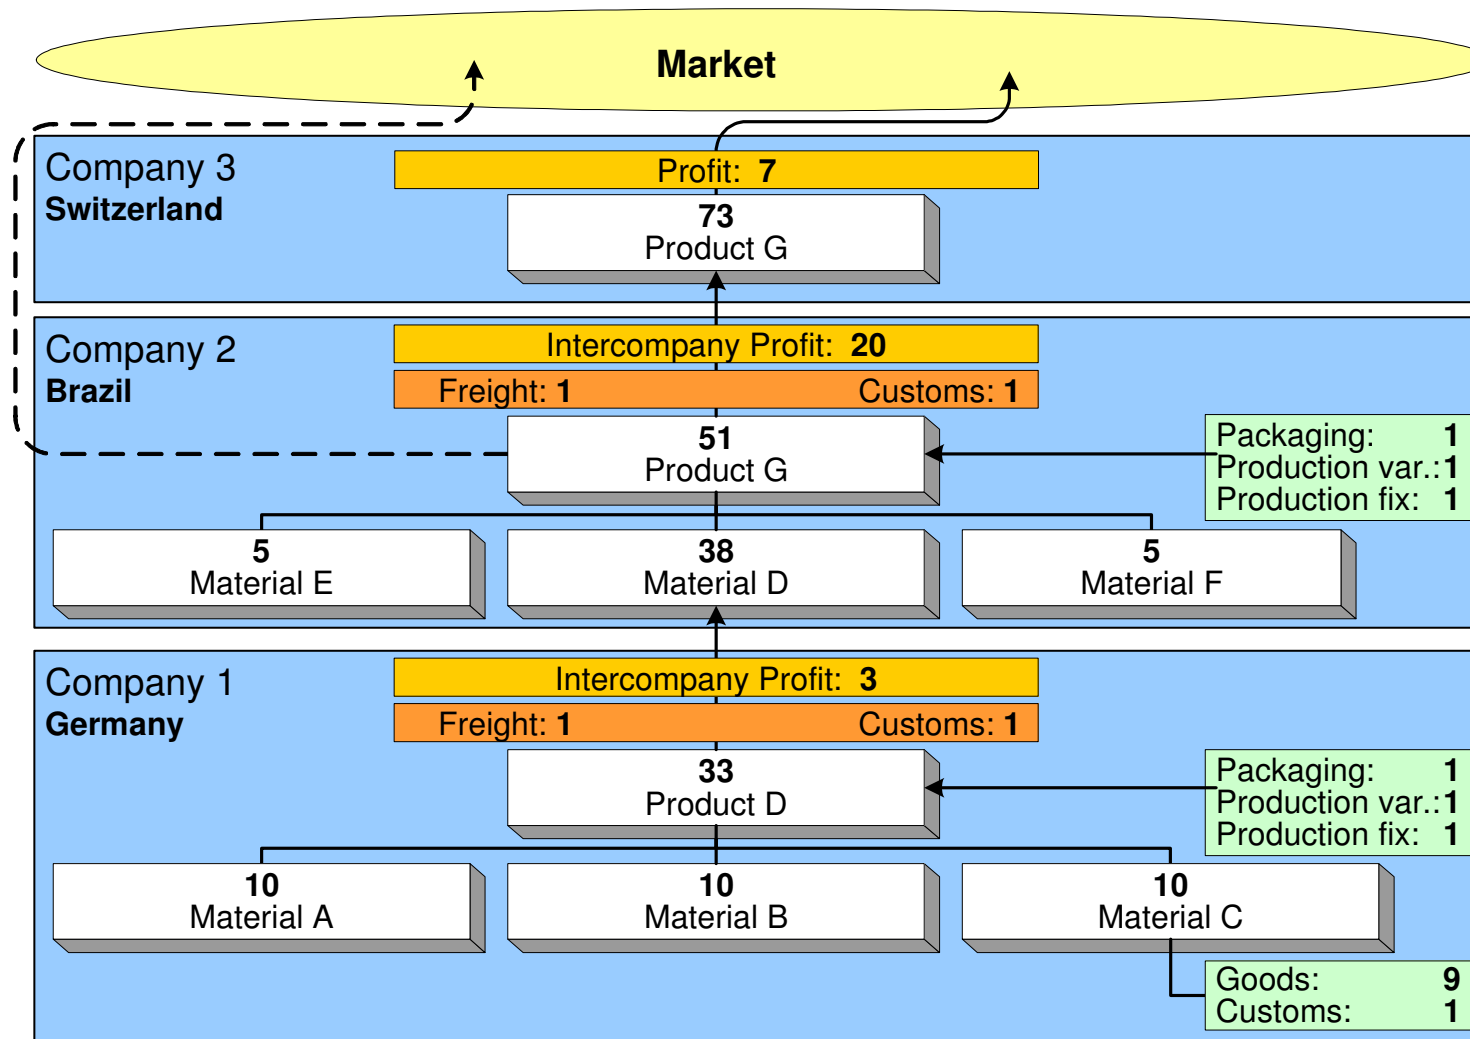 Market
Company 3
Switzerland
Profit: 7
73
Product G
Company 2
Brazil
Intercompany Profit: 20
Freight: 1 Customs: 1
51
Product G
Packaging: 1
Production var.:1
Production fix: 1
5
Material E
38
Material D
5
Material F
Company 1
Germany
Intercompany Profit: 3
Freight: 1 Customs: 1
33
Product D
Packaging: 1
Production var.:1
Production fix: 1
10
Material A
10
Material B
10
Material C
Goods: 9
Customs: 1